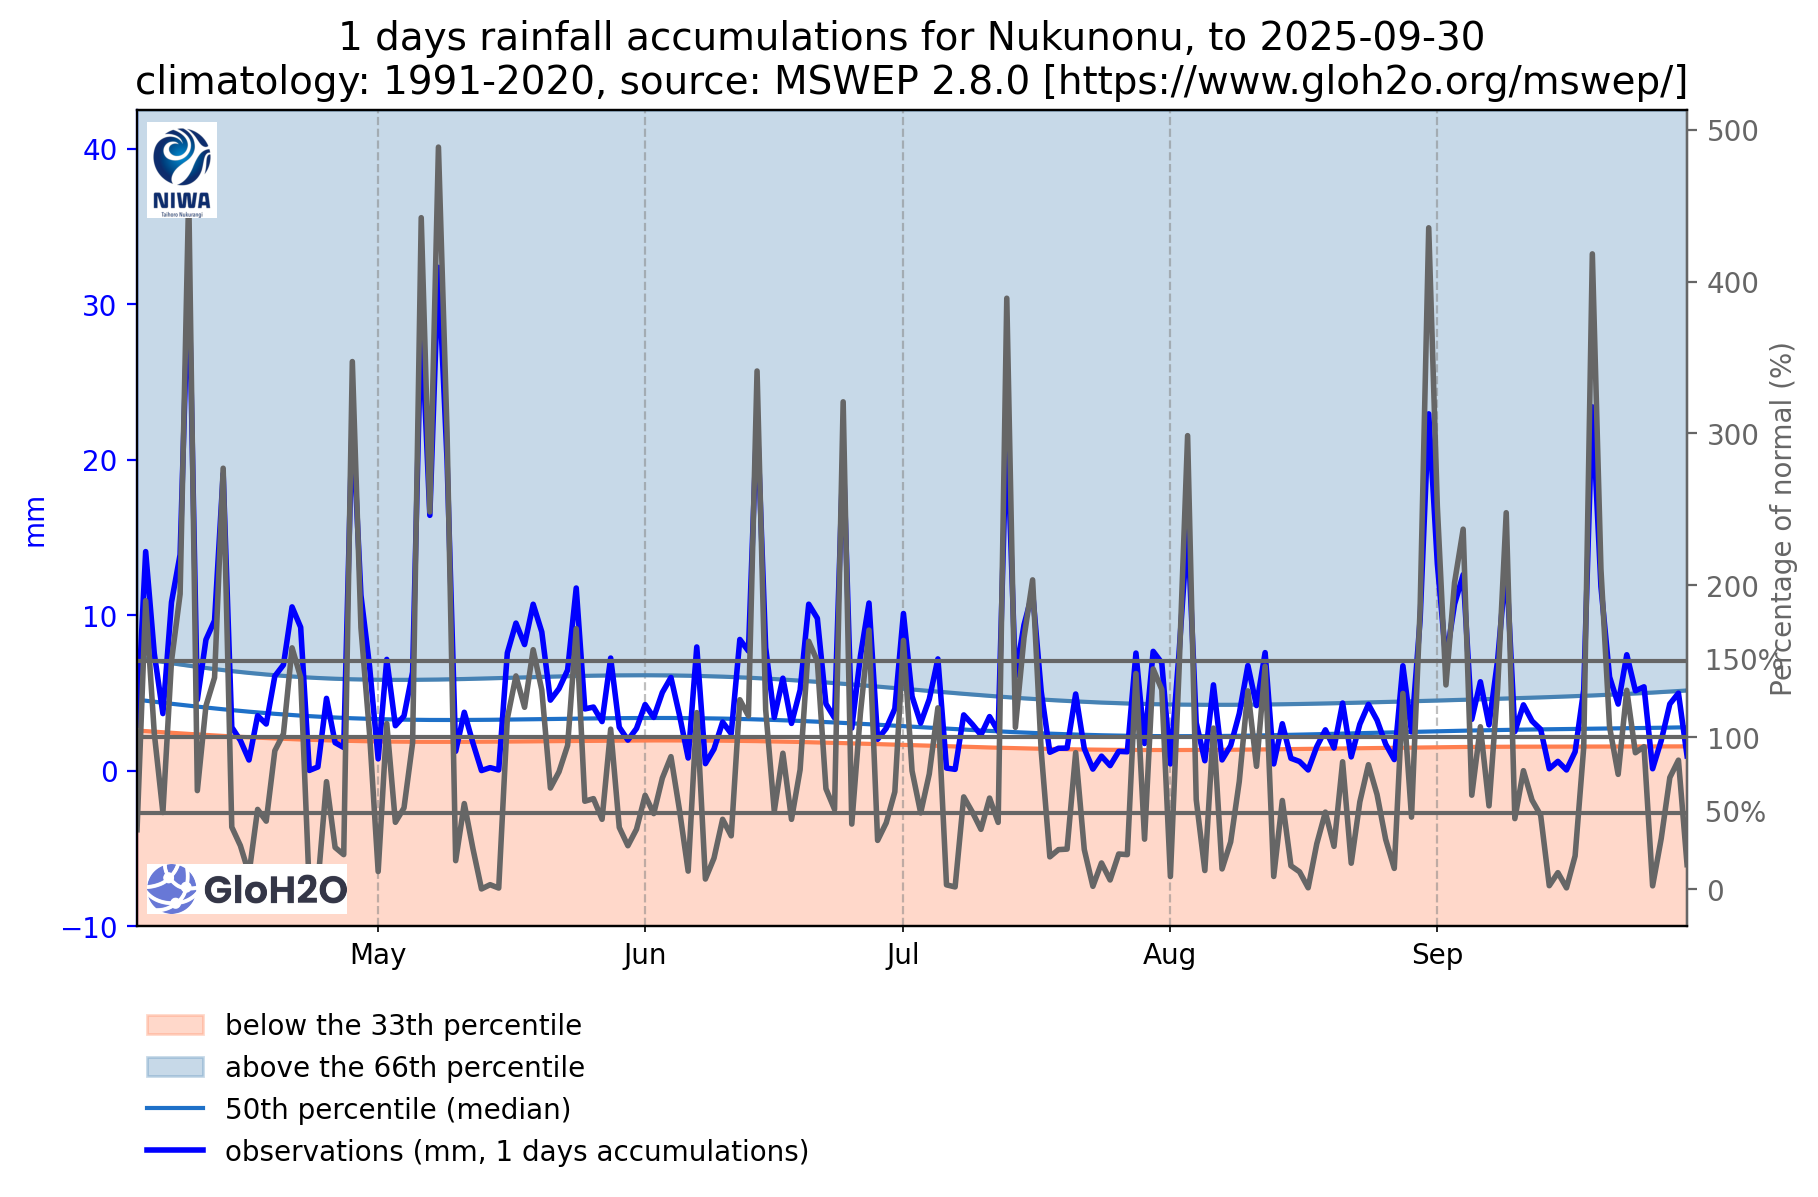 1 days rainfall accumulations for Nukunonu, to 2025-09-30
climatology: 1991-2020, source: MSWEP 2.8.0 [https://www.gloh2o.org/mswep/]
NIWA
Taihoro Nukurangi
40
30
20
10
0
−10
mm
500
400
300
200
150%
100
50%
0
Percentage of normal (%)
GloH2O
May
Jun
Jul
Aug
Sep
below the 33th percentile
above the 66th percentile
50th percentile (median)
observations (mm, 1 days accumulations)